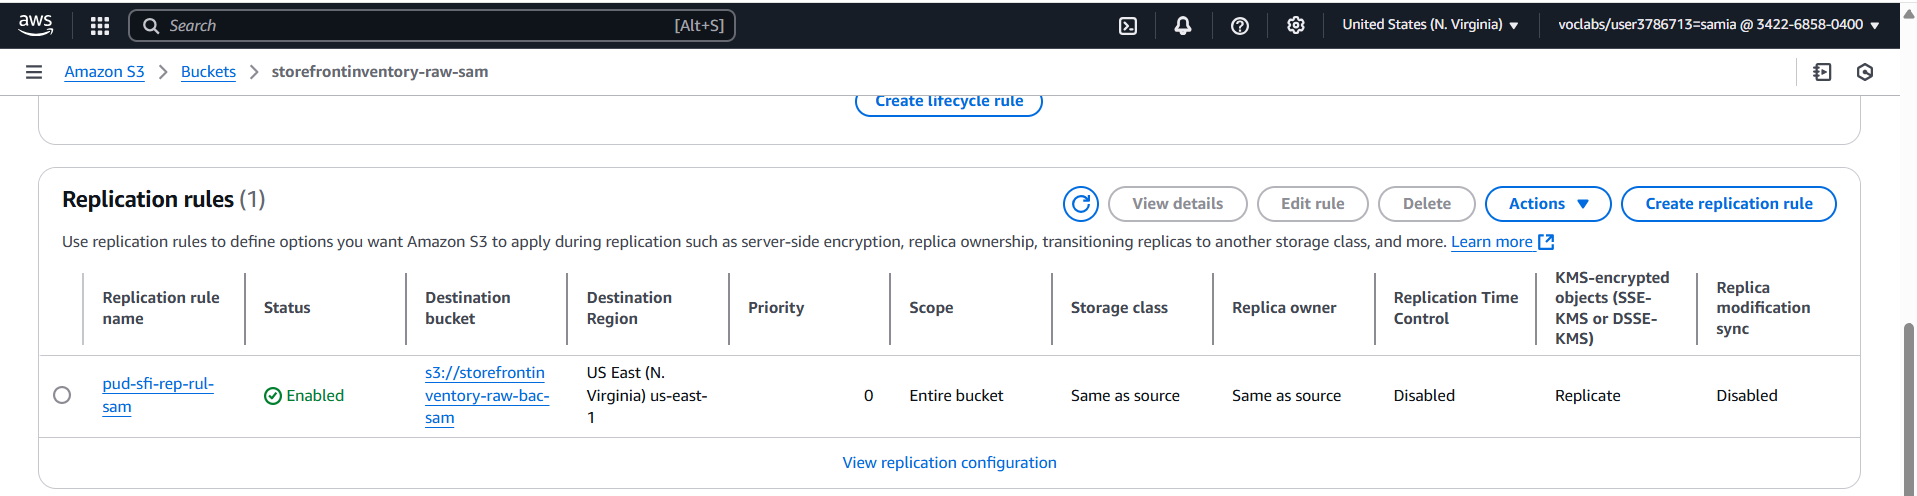 aws
Search
[Alt+S]
United States (N. Virginia)
voclabs/user3786713=samia @ 3422-6858-0400
Amazon S3
Buckets
storefrontinventory-raw-sam
Create lifecycle rule
Replication rules (1)
View details
Edit rule
Delete
Actions
Create replication rule
Use replication rules to define options you want Amazon S3 to apply during replication such as server-side encryption, replica ownership, transitioning replicas to another storage class, and more. Learn more
Replication rule
name
Status
Destination
bucket
Destination
Region
Priority
Scope
Storage class
Replica owner
Replication Time
Control
KMS-encrypted
objects (SSE-
KMS or DSSE-
KMS)
Replica
modification
sync
pud-sfi-rep-rul-
sam
Enabled
s3://storefrontin
ventory-raw-bac-
sam
US East (N.
Virginia) us-east-
1
0
Entire bucket
Same as source
Same as source
Disabled
Replicate
Disabled
View replication configuration